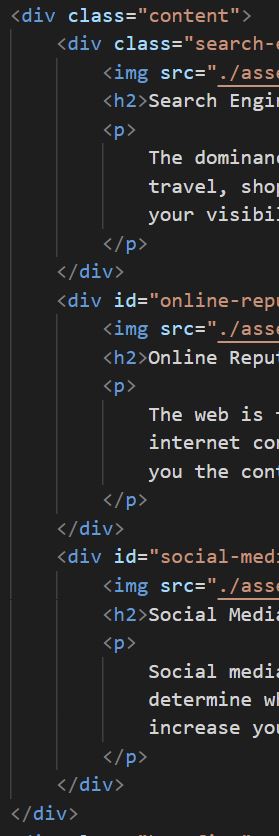 <div class="content">
<div class="search-
<img src="./asse
<h2>Search Engin
<p>
The dominanc
travel, shop
your visibil
</p>
</div>
<div id="online-repu
<img src="./asse
<h2>Online Reput
<p>
The web is
internet con
you the cont
</p>
</div>
<div id="social-medi
<img src="./asse
<h2>Social Media
<p>
Social media
determine wh
increase you
</p>
</div>
</div>